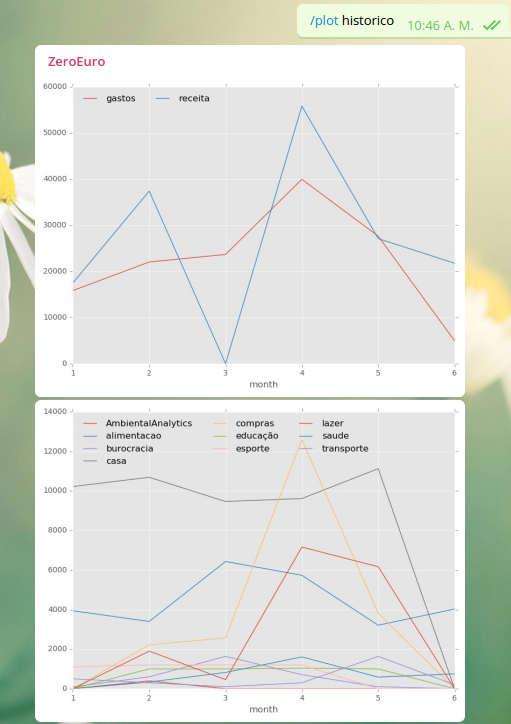 /plot historico
10:46 A. M.
ZeroEuro
60000
gastos receita
50000
40000
30000
20000
10000
0
1 2 3 4 5 6
month
14000
AmbientalAnalytics compras lazer
alimentacao educação saude
burocracia esporte transporte
casa
12000
10000
8000
6000
4000
2000
0
1 2 3 4 5 6
month